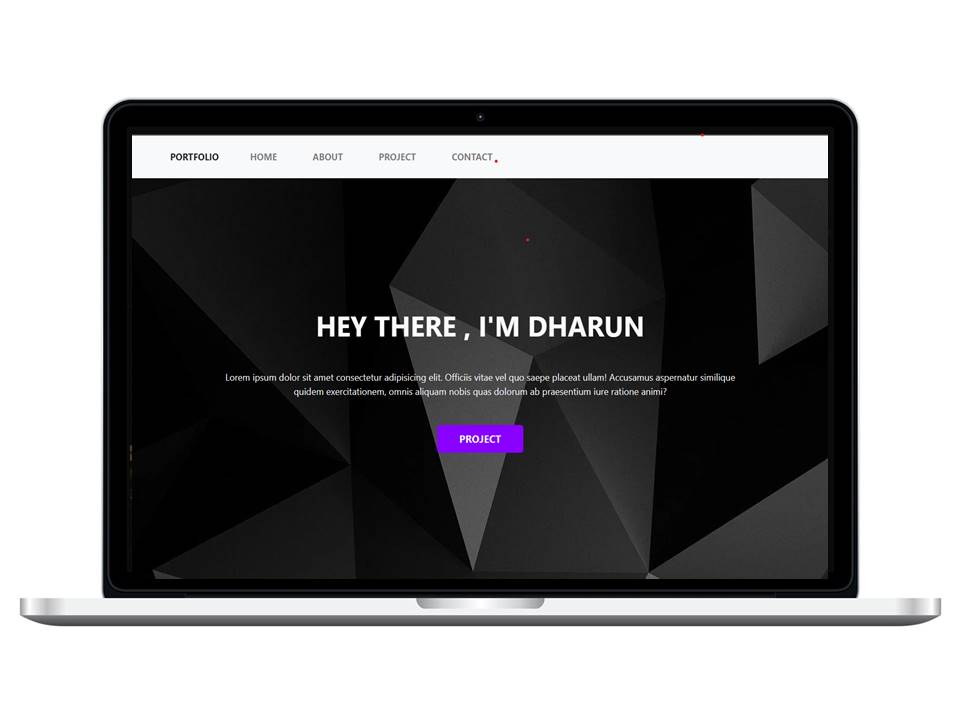 PORTFOLIO HOME ABOUT PROJECT CONTACT
HEY THERE , I'M DHARUN
Lorem ipsum dolor sit amet consectetur adipisicing elit. Officiis vitae vel quo saepe placeat ullam! Accusamus aspernatur similique
quidem exercitationem, omnis aliquam nobis quas dolorum ab praesentium iure ratione animi?
PROJECT